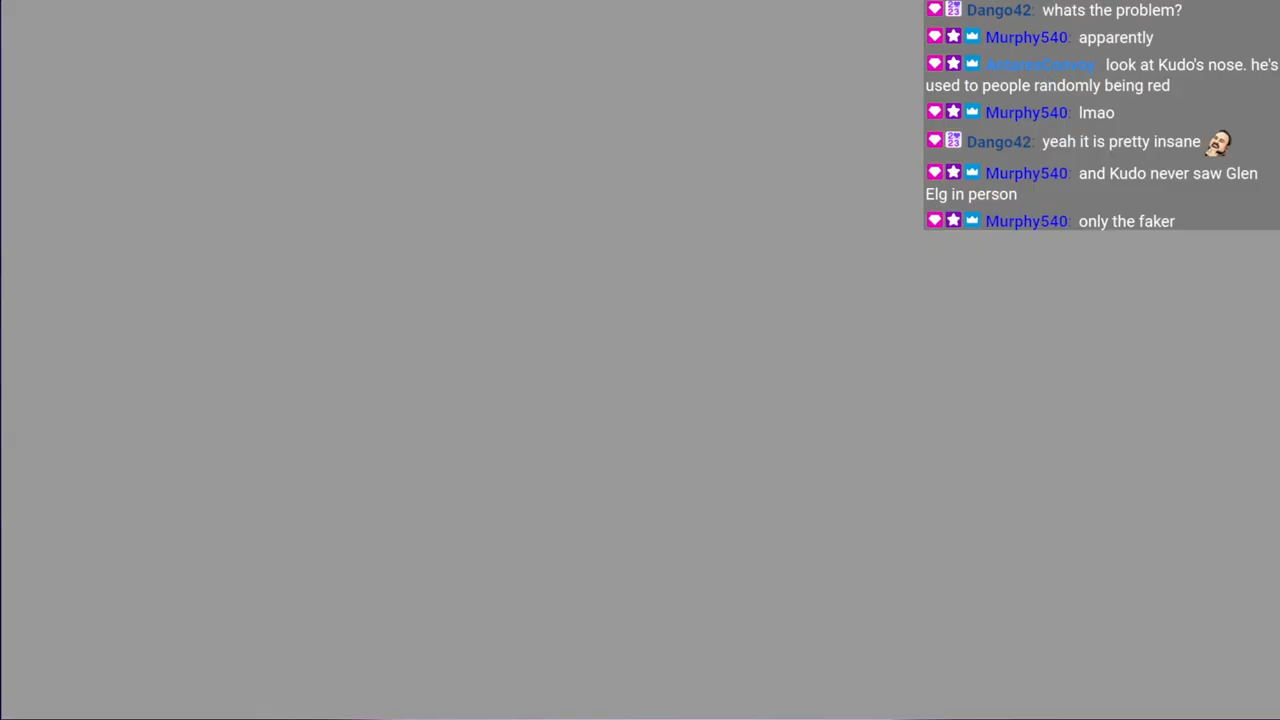 Dango42: whats the problem?
Murphy540: apparently
AntaresConvoy: look at Kudo's nose. he's
used to people randomly being red
Murphy540: lmao
Dango42: yeah it is pretty insane
Murphy540: and Kudo never saw Glen
Elg in person
Murphy540: only the faker